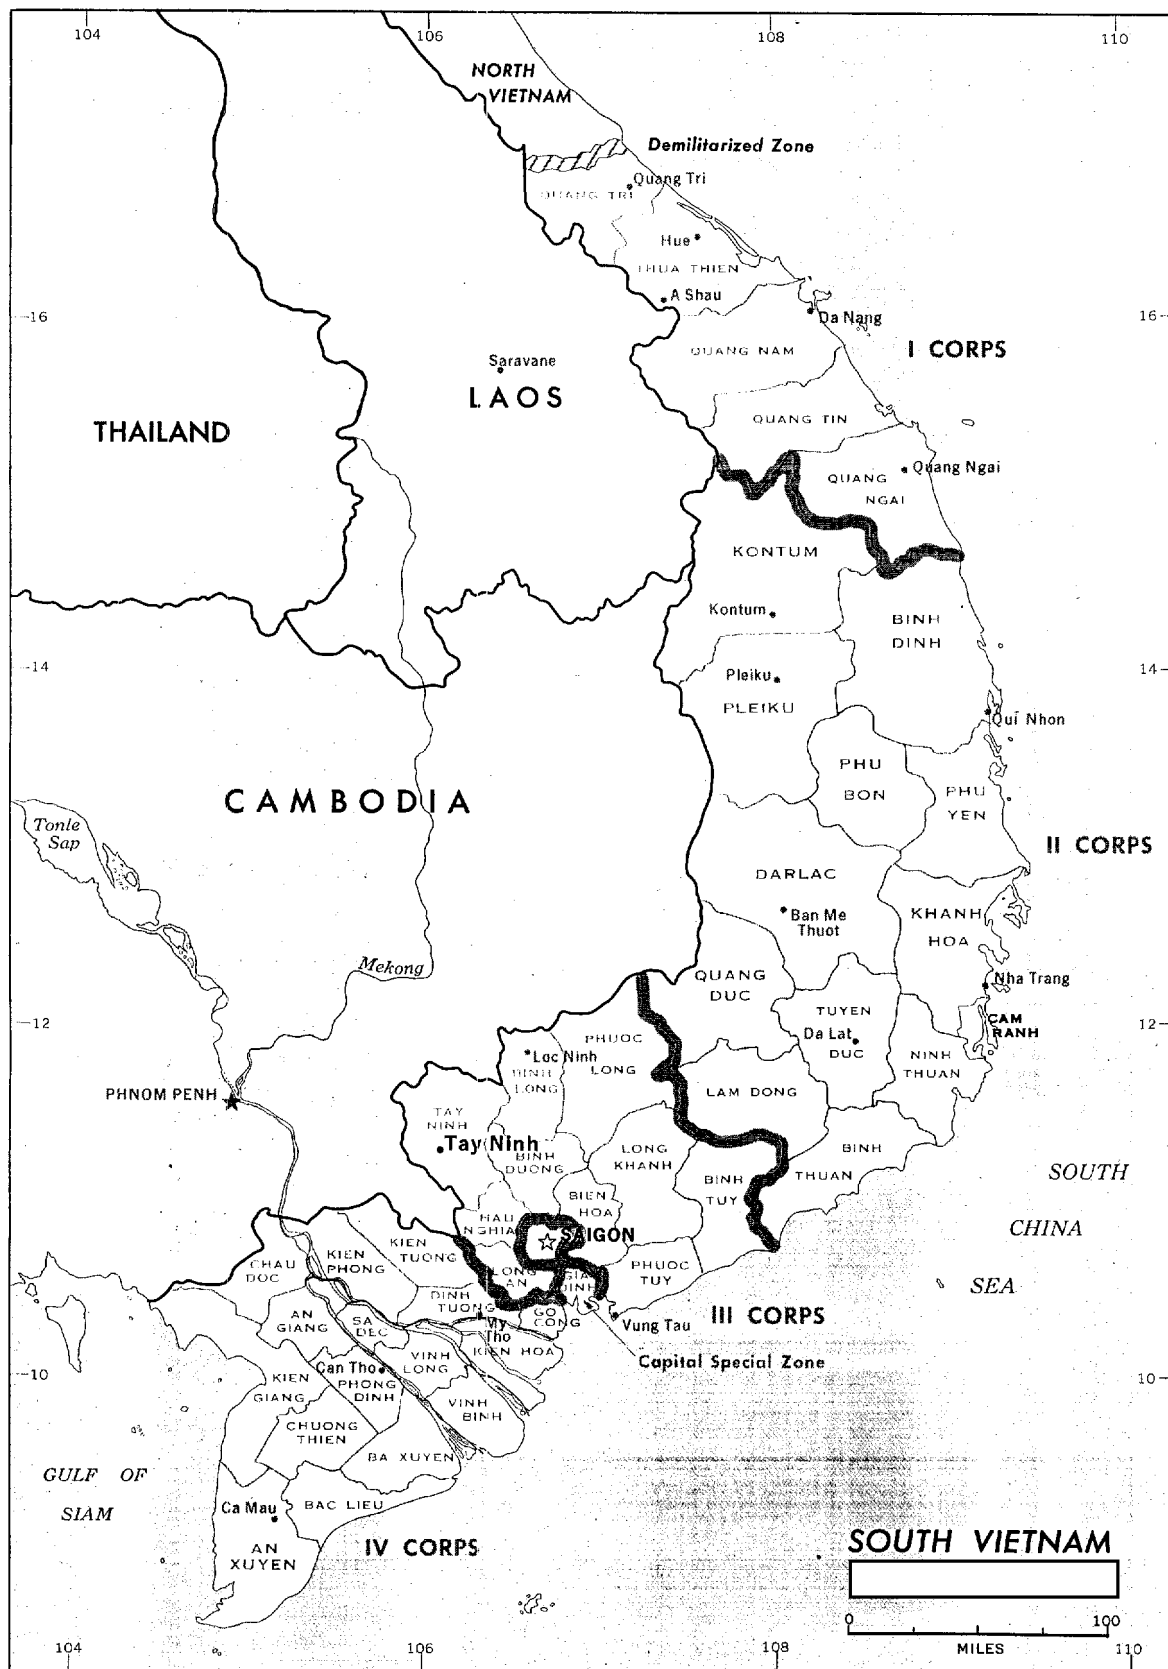 104
106
108
110
NORTH
VIETNAM
Demilitarized Zone
Quang Tri
QUANG TRI
Hue
THUA THIEN
A Shau
Da Nang
16
16
I CORPS
QUANG NAM
Saravane
LAOS
THAILAND
QUANG TIN
Quang Ngai
QUANG
NGAI
KONTUM
Kontum
BINH
DINH
14
14
Pleiku
PLEIKU
Qui Nhon
PHU
BON
PHU
YEN
CAMBODIA
Tonle
Sap
II CORPS
DARLAC
Ban Me
Thuot
KHANH
HOA
Mekong
QUANG
DUC
Nha Trang
12
12
TUYEN
DUC
Da Lat
CAM
RANH
PHUOC
LONG
Loc Ninh
BINH
LONG
NINH
THUAN
PHNOM PENH
LAM DONG
TAY
NINH
Tay Ninh
BINH
DUONG
LONG
KHANH
BINH
TUY
BINH
THUAN
SOUTH
CHINA
SEA
BIEN
HOA
HAU
NGHIA
SAIGON
KIEN
TUONG
KIEN
PHONG
CHAU
DOC
LONG
AN
GIA
DINH
PHUOC
TUY
DINH
TUONG
GO
CONG
My
Tho
Vung Tau
III CORPS
AN
GIANG
SA
DEC
KIEN HOA
Capital Special Zone
VINH
LONG
10
10
Can Tho
PHONG
DINH
KIEN
GIANG
VINH
BINH
CHUONG
THIEN
BA XUYEN
GULF OF
SIAM
Ca Mau
BAC LIEU
AN
XUYEN
IV CORPS
SOUTH VIETNAM
0
100
MILES
104
106
108
110